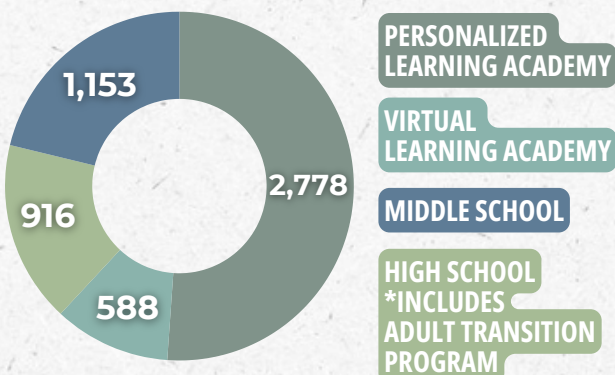 1,153
2,778
916
588
PERSONALIZED
LEARNING ACADEMY
VIRTUAL
LEARNING ACADEMY
MIDDLE SCHOOL
HIGH SCHOOL
*INCLUDES
ADULT TRANSITION
PROGRAM